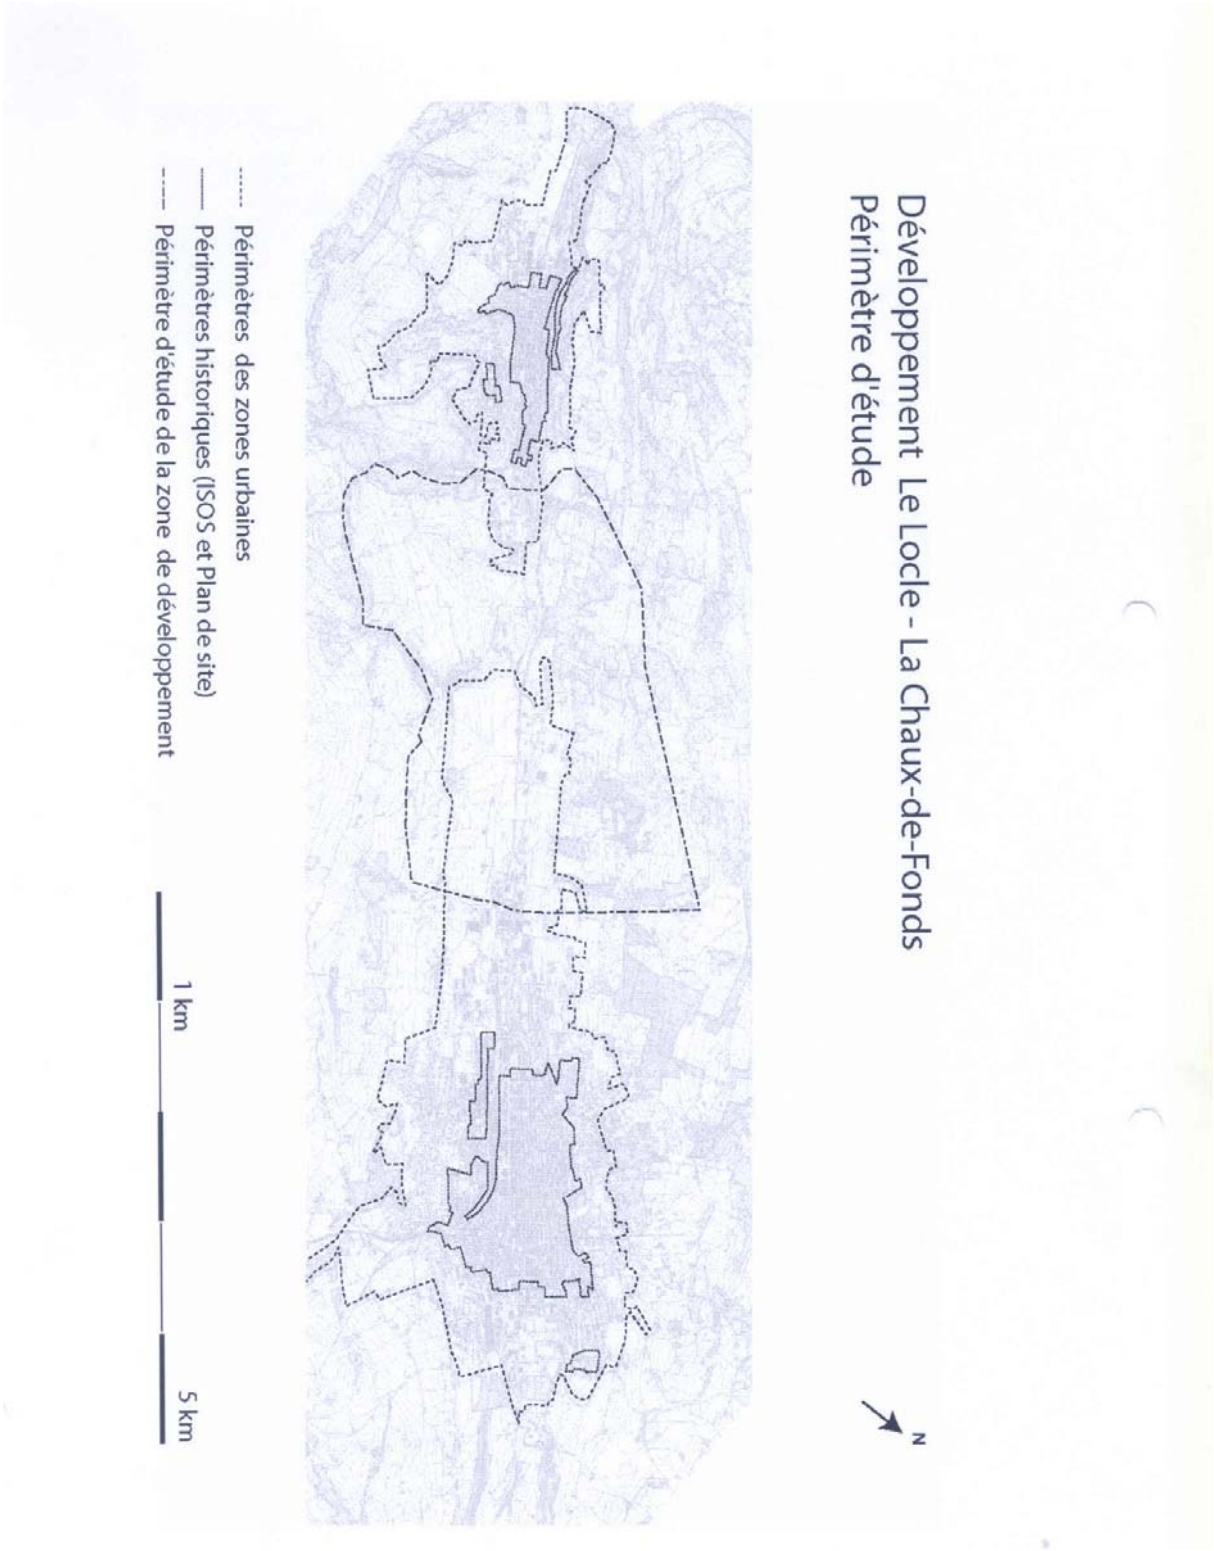 Développement Le Locle - La Chaux-de-Fonds
Périmètre d'étude
N
Périmètres des zones urbaines
Périmètres historiques (ISOS et Plan de site)
Périmètre d'étude de la zone de développement
1 km
5 km